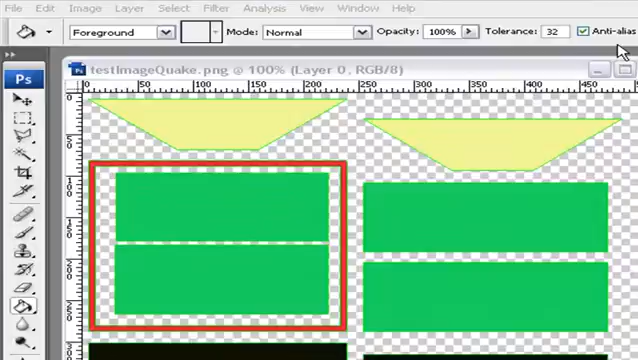 File Edit Image Layer Select Filter Analysis View Window Help
Foreground Mode: Normal Opacity: 100% Tolerance: 32 Anti-alias
testImageQuake.png @ 100% (Layer 0, RGB/8)
Ps
0 50 100 150 200 250 300 350 400 450